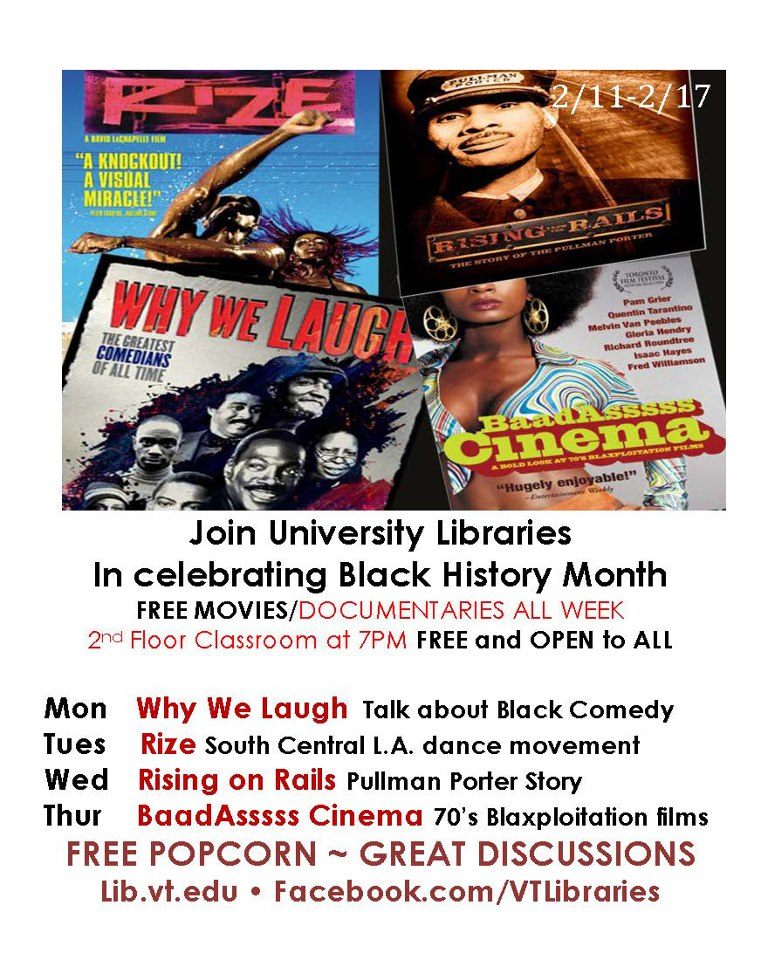 RIZE
A DAVID LaCHAPELLE FILM
"A KNOCKOUT!
A VISUAL
MIRACLE!"
PETER TRAVERS, ROLLING STONE
PULLMAN
PORTER
2/11-2/17
RISING FROM THE RAILS
THE STORY OF THE PULLMAN PORTER
WHY WE LAUGH
THE GREATEST
COMEDIANS
OF ALL TIME
TORONTO
FILM FESTIVAL
Pam Grier
Quentin Tarantino
Melvin Van Peebles
Gloria Hendry
Richard Roundtree
Isaac Hayes
Fred Williamson
BaadAsssss
Cinema
A BOLD LOOK AT 70'S BLAXPLOITATION FILMS
"Hugely enjoyable!"
–Entertainment Weekly
Join University Libraries
In celebrating Black History Month
FREE MOVIES/DOCUMENTARIES ALL WEEK
2nd Floor Classroom at 7PM FREE and OPEN to ALL
Mon Why We Laugh Talk about Black Comedy
Tues Rize South Central L.A. dance movement
Wed Rising on Rails Pullman Porter Story
Thur BaadAsssss Cinema 70's Blaxploitation films
FREE POPCORN ~ GREAT DISCUSSIONS
Lib.vt.edu • Facebook.com/VTLibraries